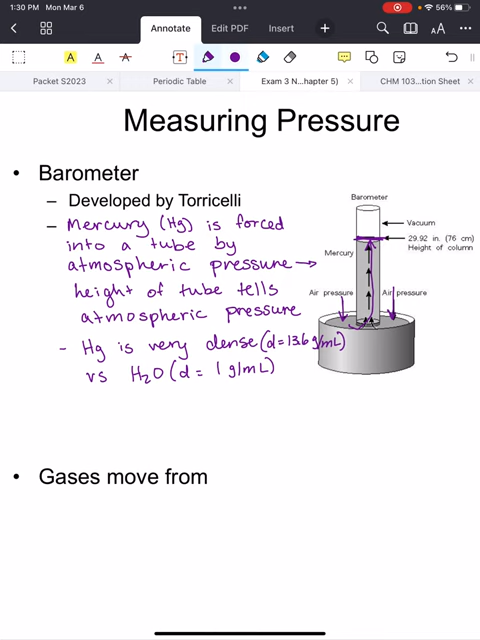 1:30 PM Mon Mar 6
56%
Annotate
Edit PDF
Insert
Packet S2023
Periodic Table
Exam 3 N...hapter 5)
CHM 103...tion Sheet
Measuring Pressure
• Barometer
– Developed by Torricelli
– Mercury (Hg) is forced
into a tube by
atmospheric pressure →
height of tube tells
atmospheric pressure
- Hg is very dense (d=13.6 g/mL)
vs H₂O (d = 1 g/mL)
Barometer
Vacuum
29.92 in. (76 cm)
Height of column
Mercury
Air pressure
Air pressure
• Gases move from